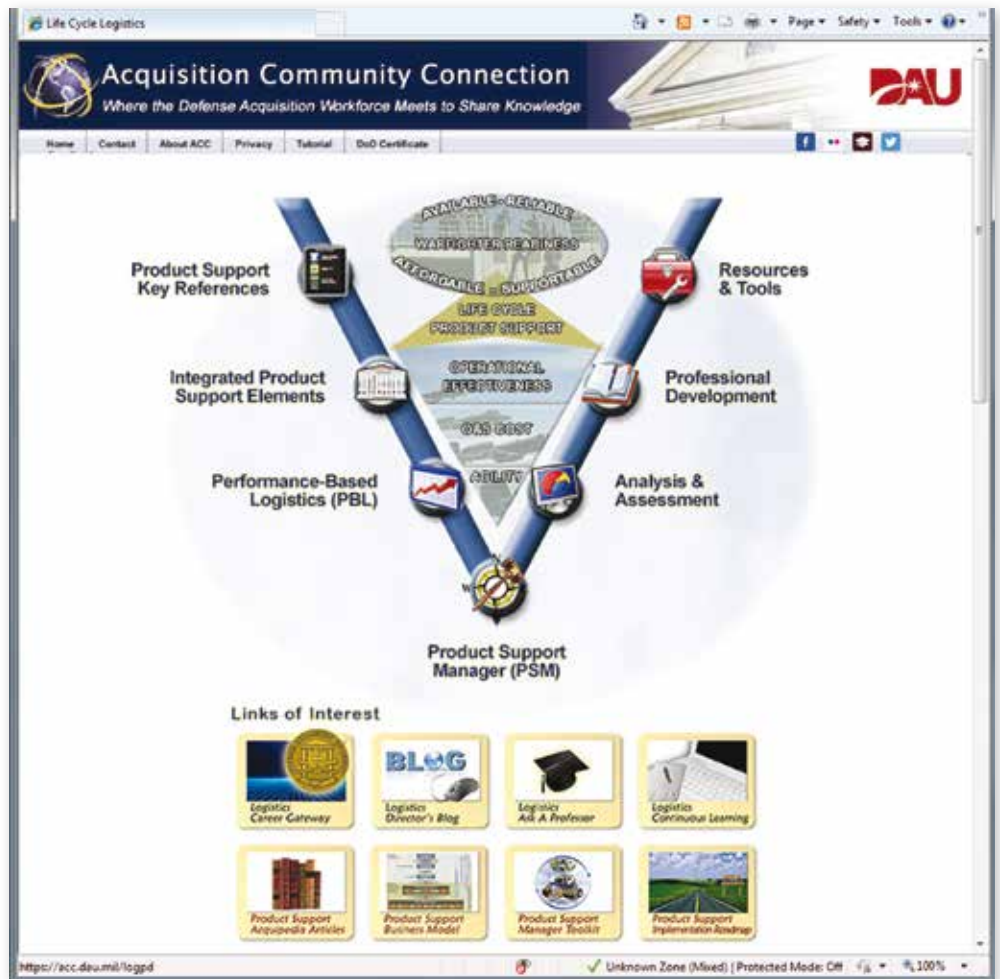 Life Cycle Logistics
Page
Safety
Tools
Acquisition Community Connection
Where the Defense Acquisition Workforce Meets to Share Knowledge
DAU
Home
Contact
About ACC
Privacy
Tutorial
DoD Certificate
AVAILABLE - RELIABLE
WARFIGHTER READINESS
AFFORDABLE - SUPPORTABLE
LIFE CYCLE
PRODUCT SUPPORT
OPERATIONAL
EFFECTIVENESS
O&S COST
AGILITY
Product Support
Key References
Resources
& Tools
Integrated Product
Support Elements
Professional
Development
Performance-Based
Logistics (PBL)
Analysis &
Assessment
W
Product Support
Manager (PSM)
Links of Interest
Logistics
Career Gateway
BLOG
Logistics
Director's Blog
Logistics
Ask A Professor
Logistics
Continuous Learning
Product Support
Acquipedia Articles
Product Support
Business Model
Product Support
Manager Toolkit
Product Support
Implementation Roadmap
https://acc.dau.mil/logpd
Unknown Zone (Mixed) | Protected Mode: Off
100%